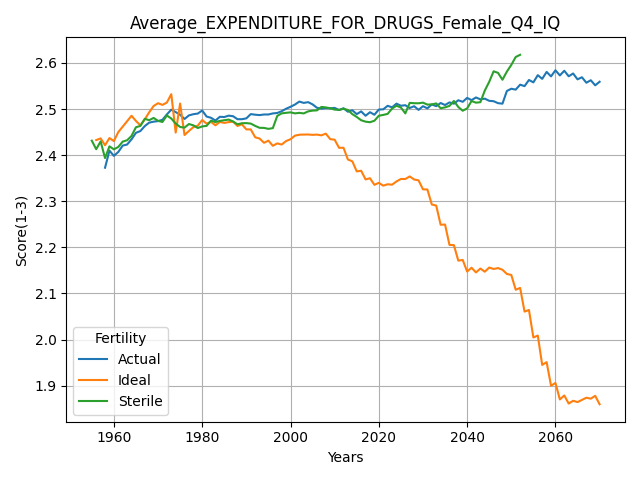 Average_EXPENDITURE_FOR_DRUGS_Female_Q4_IQ
Score(1-3)
2.6
2.5
2.4
2.3
2.2
2.1
2.0
1.9
Fertility
Actual
Ideal
Sterile
1960 1980 2000 2020 2040 2060
Years